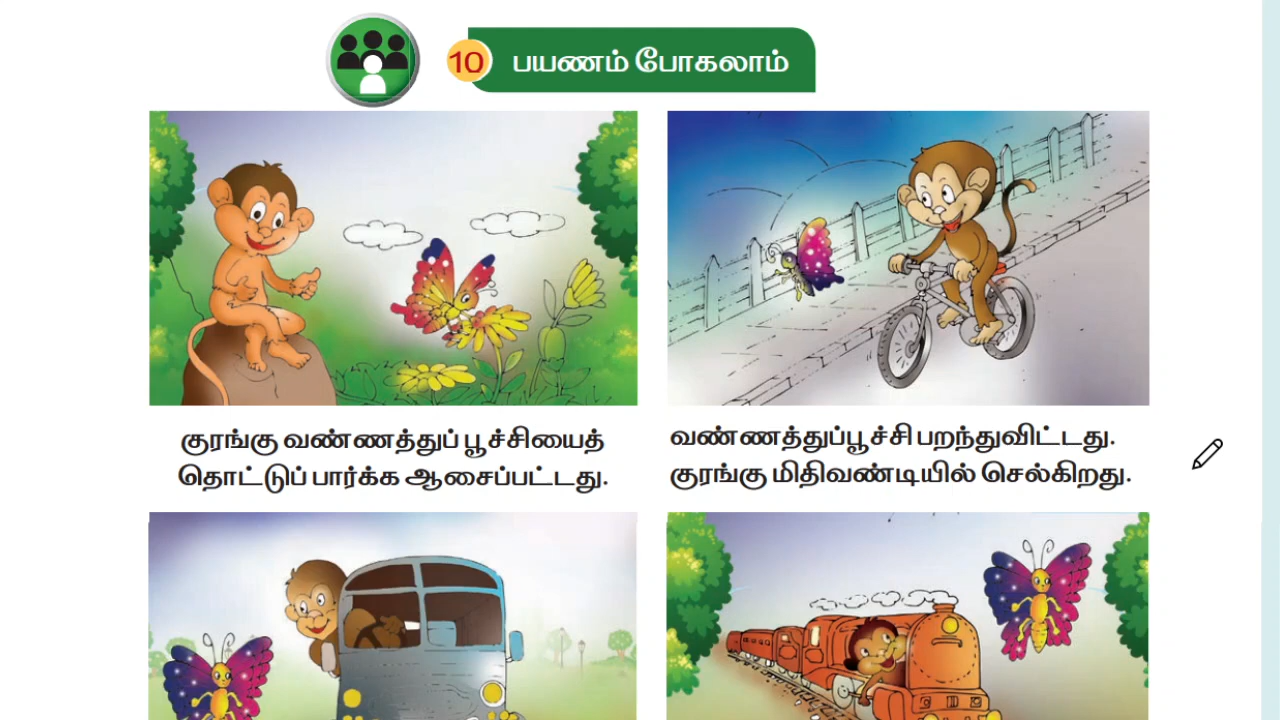 10 பயணம் போகலாம்
குரங்கு வண்ணத்துப் பூச்சியைத்
தொட்டுப் பார்க்க ஆசைப்பட்டது.
வண்ணத்துப்பூச்சி பறந்துவிட்டது.
குரங்கு மிதிவண்டியில் செல்கிறது.